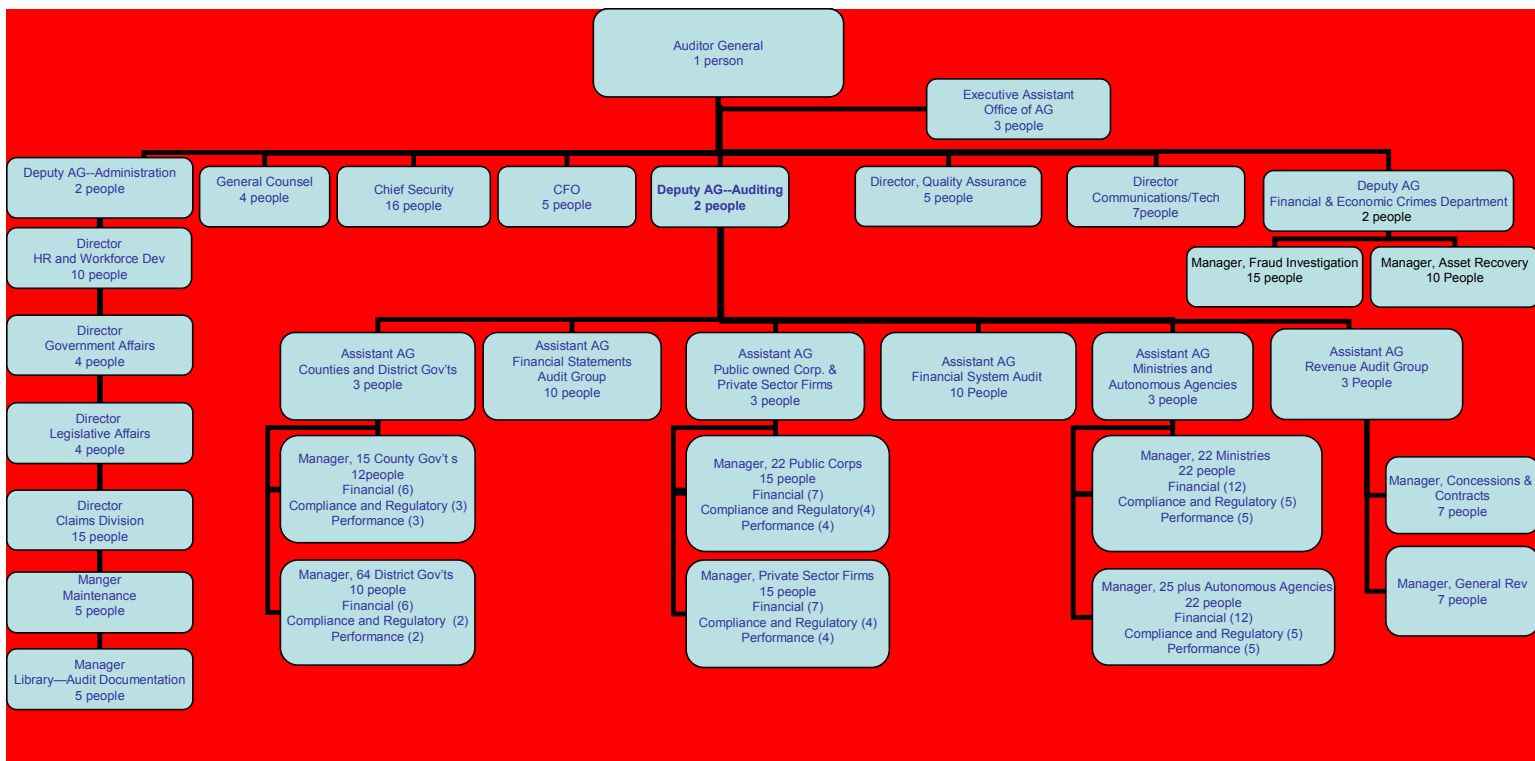 Auditor General
1 person
Executive Assistant
Office of AG
3 people
Deputy AG--Administration
2 people
General Counsel
4 people
Chief Security
16 people
CFO
5 people
Deputy AG--Auditing
2 people
Director, Quality Assurance
5 people
Director
Communications/Tech
7people
Deputy AG
Financial & Economic Crimes Department
2 people
Manager, Fraud Investigation
15 people
Manager, Asset Recovery
10 People
Director
HR and Workforce Dev
10 people
Director
Government Affairs
4 people
Director
Legislative Affairs
4 people
Director
Claims Division
15 people
Manger
Maintenance
5 people
Manager
Library—Audit Documentation
5 people
Assistant AG
Counties and District Gov'ts
3 people
Assistant AG
Financial Statements
Audit Group
10 people
Assistant AG
Public owned Corp. &
Private Sector Firms
3 people
Assistant AG
Financial System Audit
10 People
Assistant AG
Ministries and
Autonomous Agencies
3 people
Assistant AG
Revenue Audit Group
3 People
Manager, 15 County Gov't s
12people
Financial (6)
Compliance and Regulatory (3)
Performance (3)
Manager, 64 District Gov'ts
10 people
Financial (6)
Compliance and Regulatory (2)
Performance (2)
Manager, 22 Public Corps
15 people
Financial (7)
Compliance and Regulatory(4)
Performance (4)
Manager, Private Sector Firms
15 people
Financial (7)
Compliance and Regulatory (4)
Performance (4)
Manager, 22 Ministries
22 people
Financial (12)
Compliance and Regulatory (5)
Performance (5)
Manager, 25 plus Autonomous Agencies
22 people
Financial (12)
Compliance and Regulatory (5)
Performance (5)
Manager, Concessions &
Contracts
7 people
Manager, General Rev
7 people